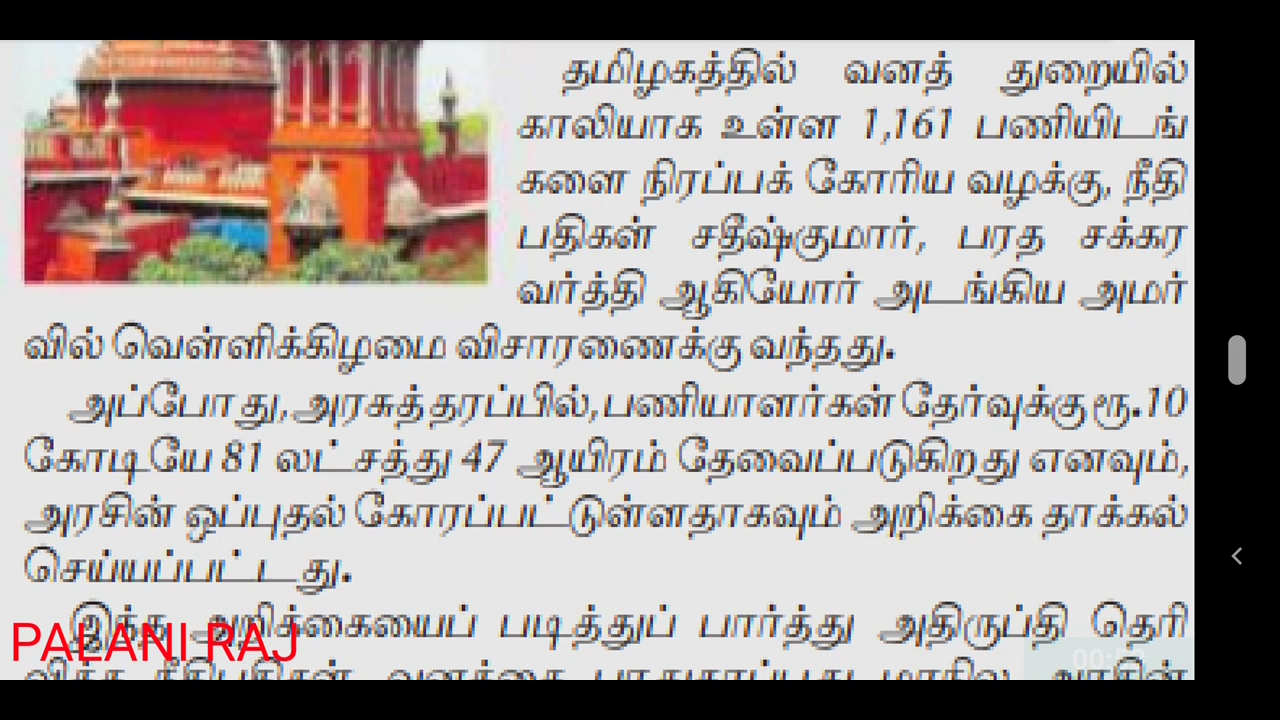 தமிழகத்தில் வனத் துறையில்
காலியாக உள்ள 1,161 பணியிடங்
களை நிரப்பக் கோரிய வழக்கு, நீதி
பதிகள் சதீஷ்குமார், பரத சக்கர
வர்த்தி ஆகியோர் அடங்கிய அமர்
வில் வெள்ளிக்கிழமை விசாரணைக்கு வந்தது.
அப்போது, அரசுத் தரப்பில், பணியாளர்கள் தேர்வுக்கு ரூ.10
கோடியே 81 லட்சத்து 47 ஆயிரம் தேவைப்படுகிறது எனவும்,
அரசின் ஒப்புதல் கோரப்பட்டுள்ளதாகவும் அறிக்கை தாக்கல்
செய்யப்பட்டது.
இந்த அறிக்கையைப் படித்துப் பார்த்து அதிருப்தி தெரி
PALANI RAJ